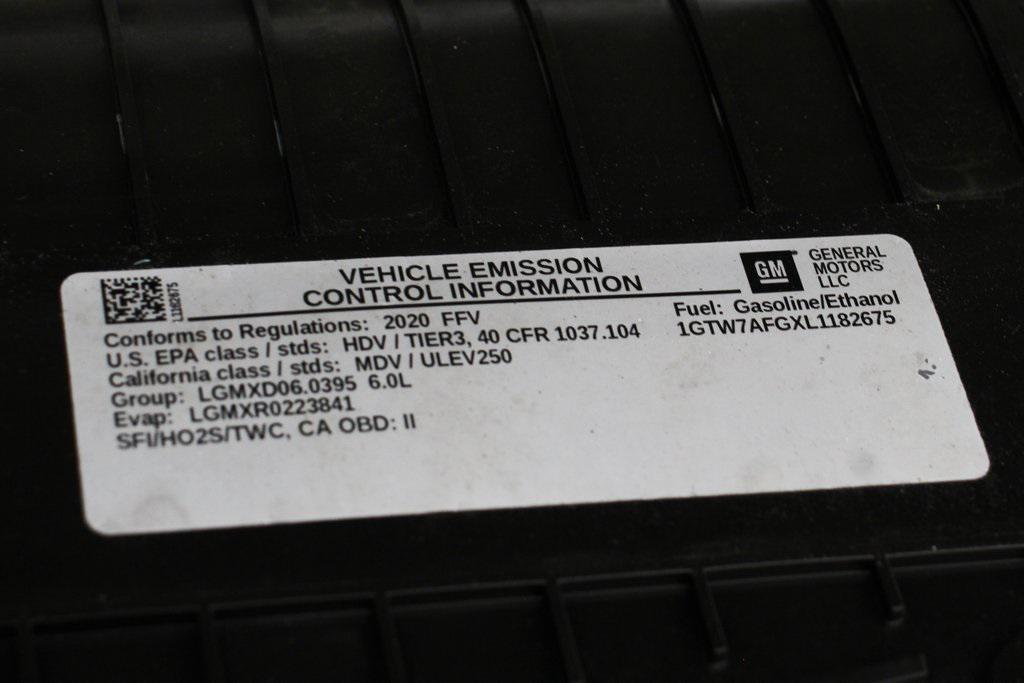 VEHICLE EMISSION
CONTROL INFORMATION
GM
GENERAL
MOTORS
LLC
L1182675
Conforms to Regulations: 2020 FFV
U.S. EPA class / stds: HDV / TIER3, 40 CFR 1037.104
California class / stds: MDV / ULEV250
Group: LGMXD06.0395 6.0L
Evap: LGMXR0223841
SFI/HO2S/TWC, CA OBD: II
Fuel: Gasoline/Ethanol
1GTW7AFGXL1182675